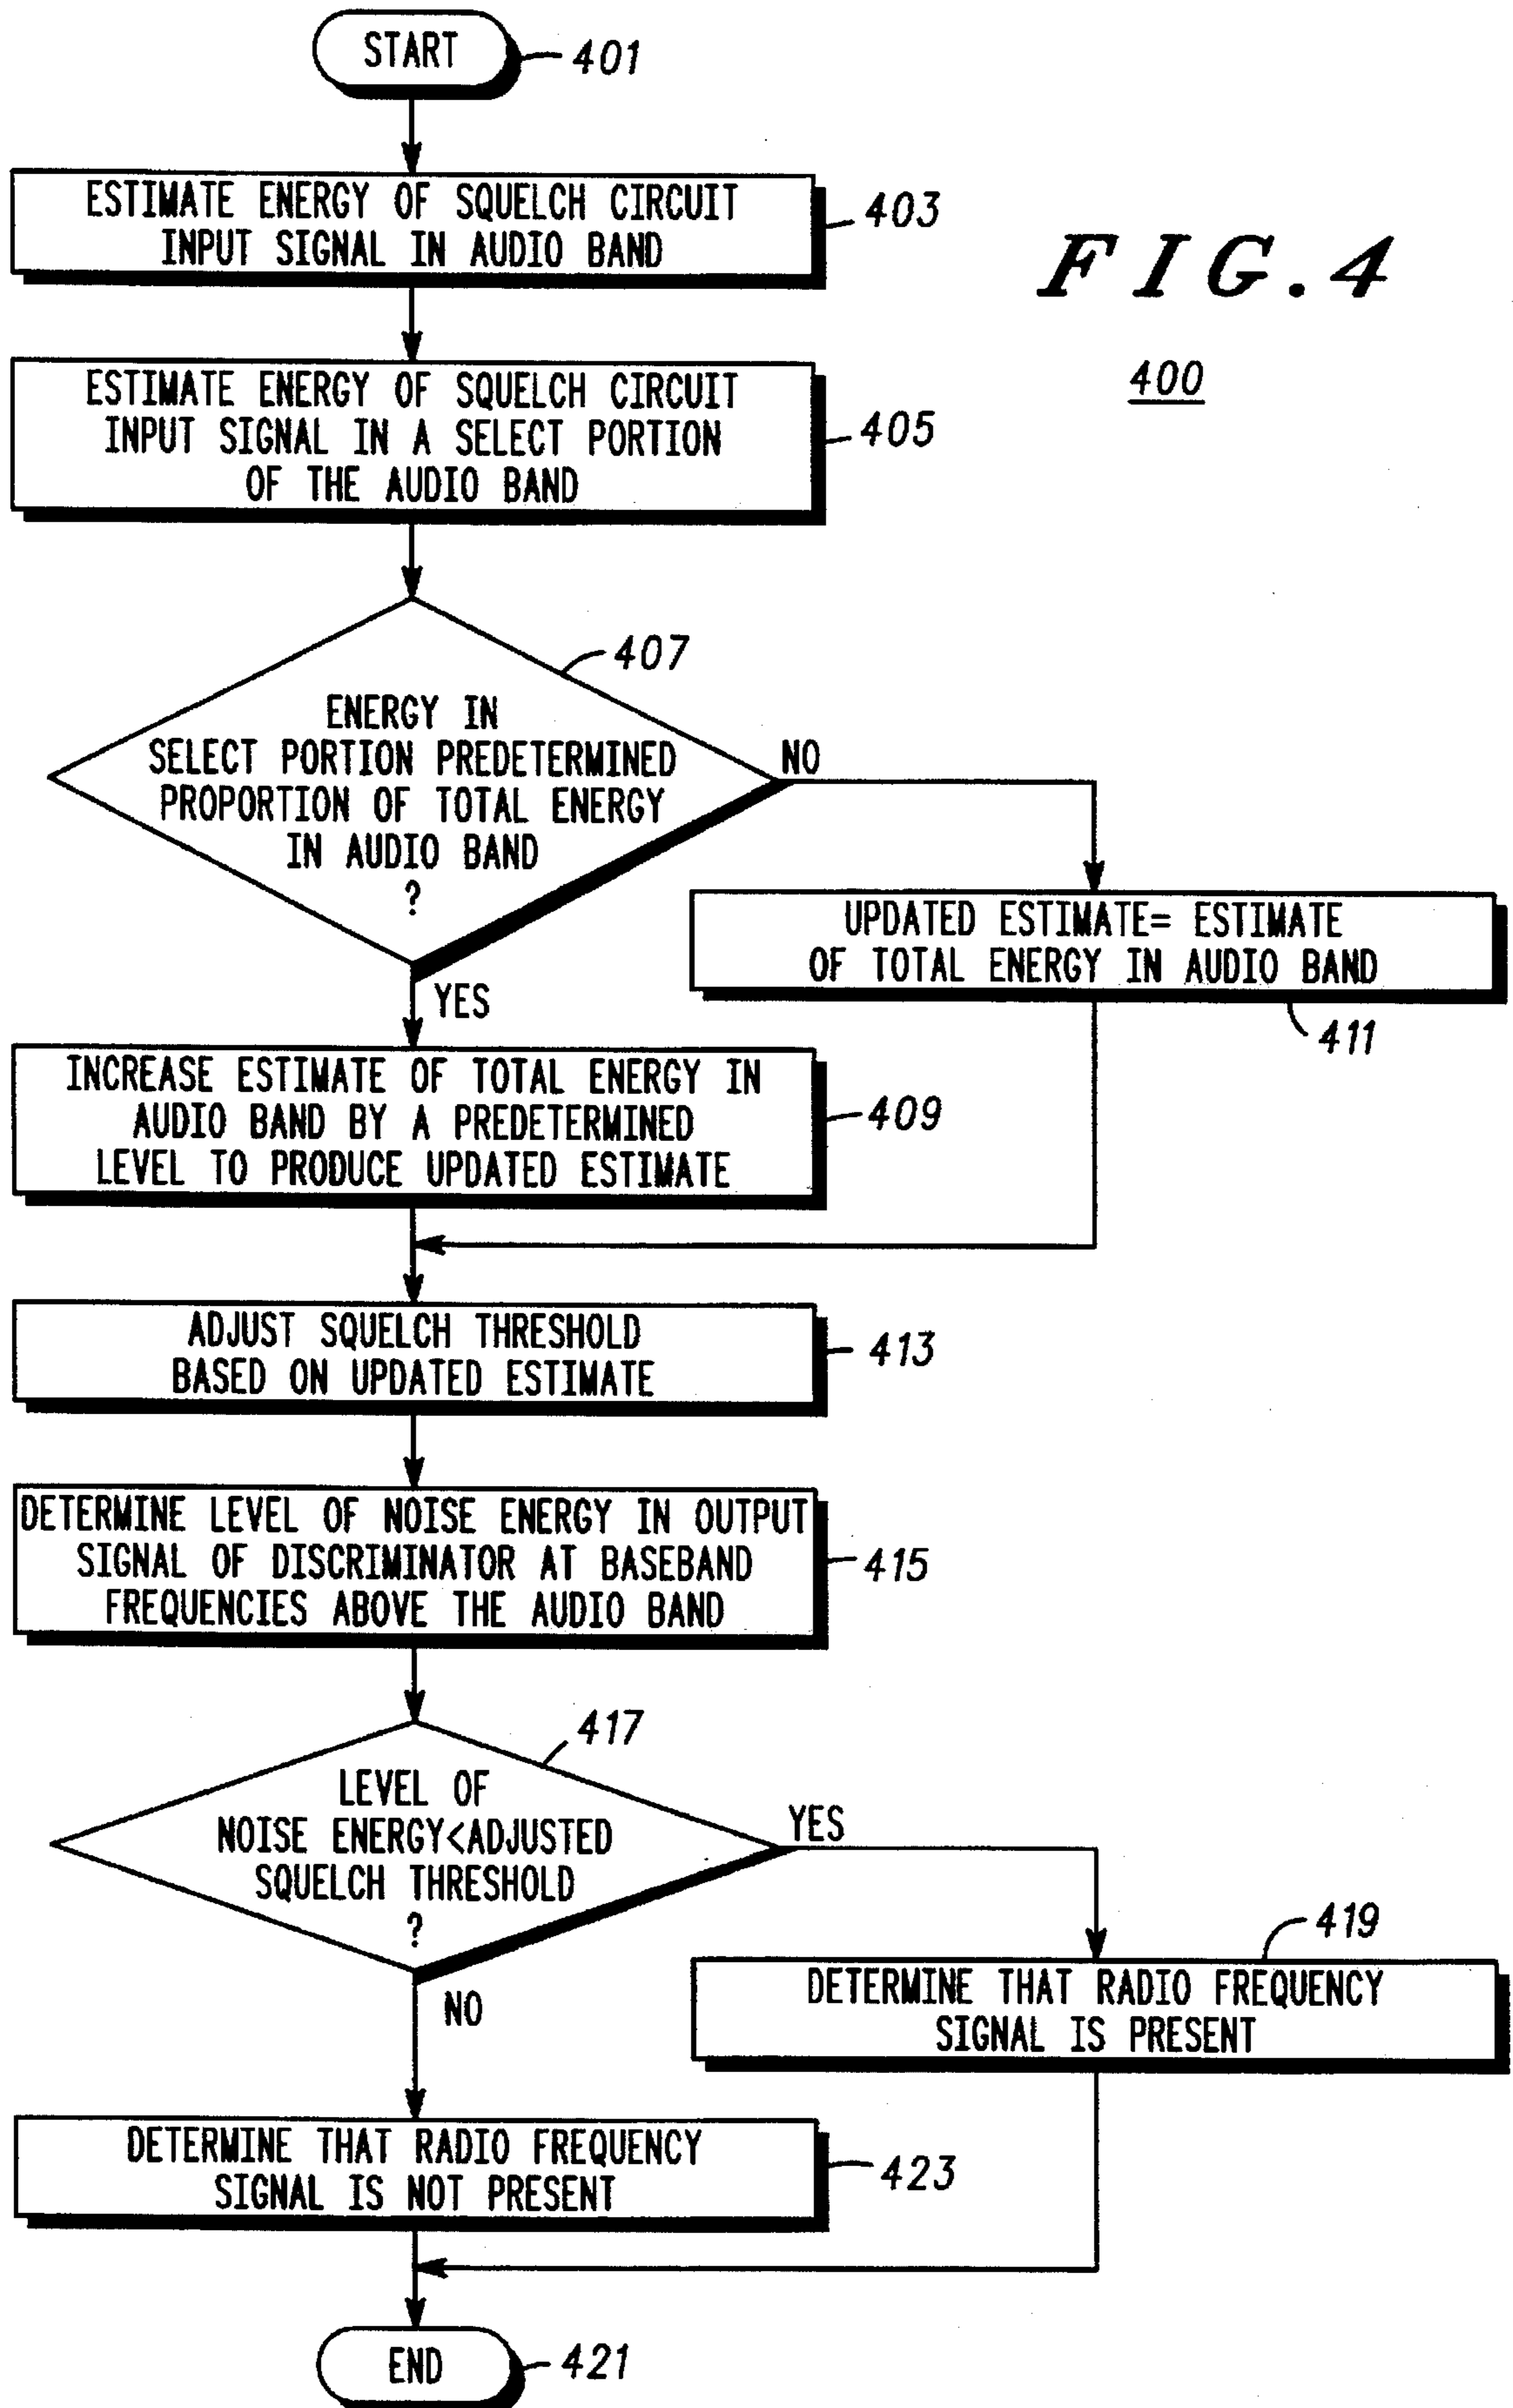 START
401
ESTIMATE ENERGY OF SQUELCH CIRCUIT
INPUT SIGNAL IN AUDIO BAND
403
FIG. 4
400
ESTIMATE ENERGY OF SQUELCH CIRCUIT
INPUT SIGNAL IN A SELECT PORTION
OF THE AUDIO BAND
405
407
ENERGY IN
SELECT PORTION PREDETERMINED
PROPORTION OF TOTAL ENERGY
IN AUDIO BAND
?
NO
YES
UPDATED ESTIMATE= ESTIMATE
OF TOTAL ENERGY IN AUDIO BAND
411
INCREASE ESTIMATE OF TOTAL ENERGY IN
AUDIO BAND BY A PREDETERMINED
LEVEL TO PRODUCE UPDATED ESTIMATE
409
ADJUST SQUELCH THRESHOLD
BASED ON UPDATED ESTIMATE
413
DETERMINE LEVEL OF NOISE ENERGY IN OUTPUT
SIGNAL OF DISCRIMINATOR AT BASEBAND
FREQUENCIES ABOVE THE AUDIO BAND
415
417
LEVEL OF
NOISE ENERGY<ADJUSTED
SQUELCH THRESHOLD
?
YES
NO
419
DETERMINE THAT RADIO FREQUENCY
SIGNAL IS PRESENT
DETERMINE THAT RADIO FREQUENCY
SIGNAL IS NOT PRESENT
423
END
421